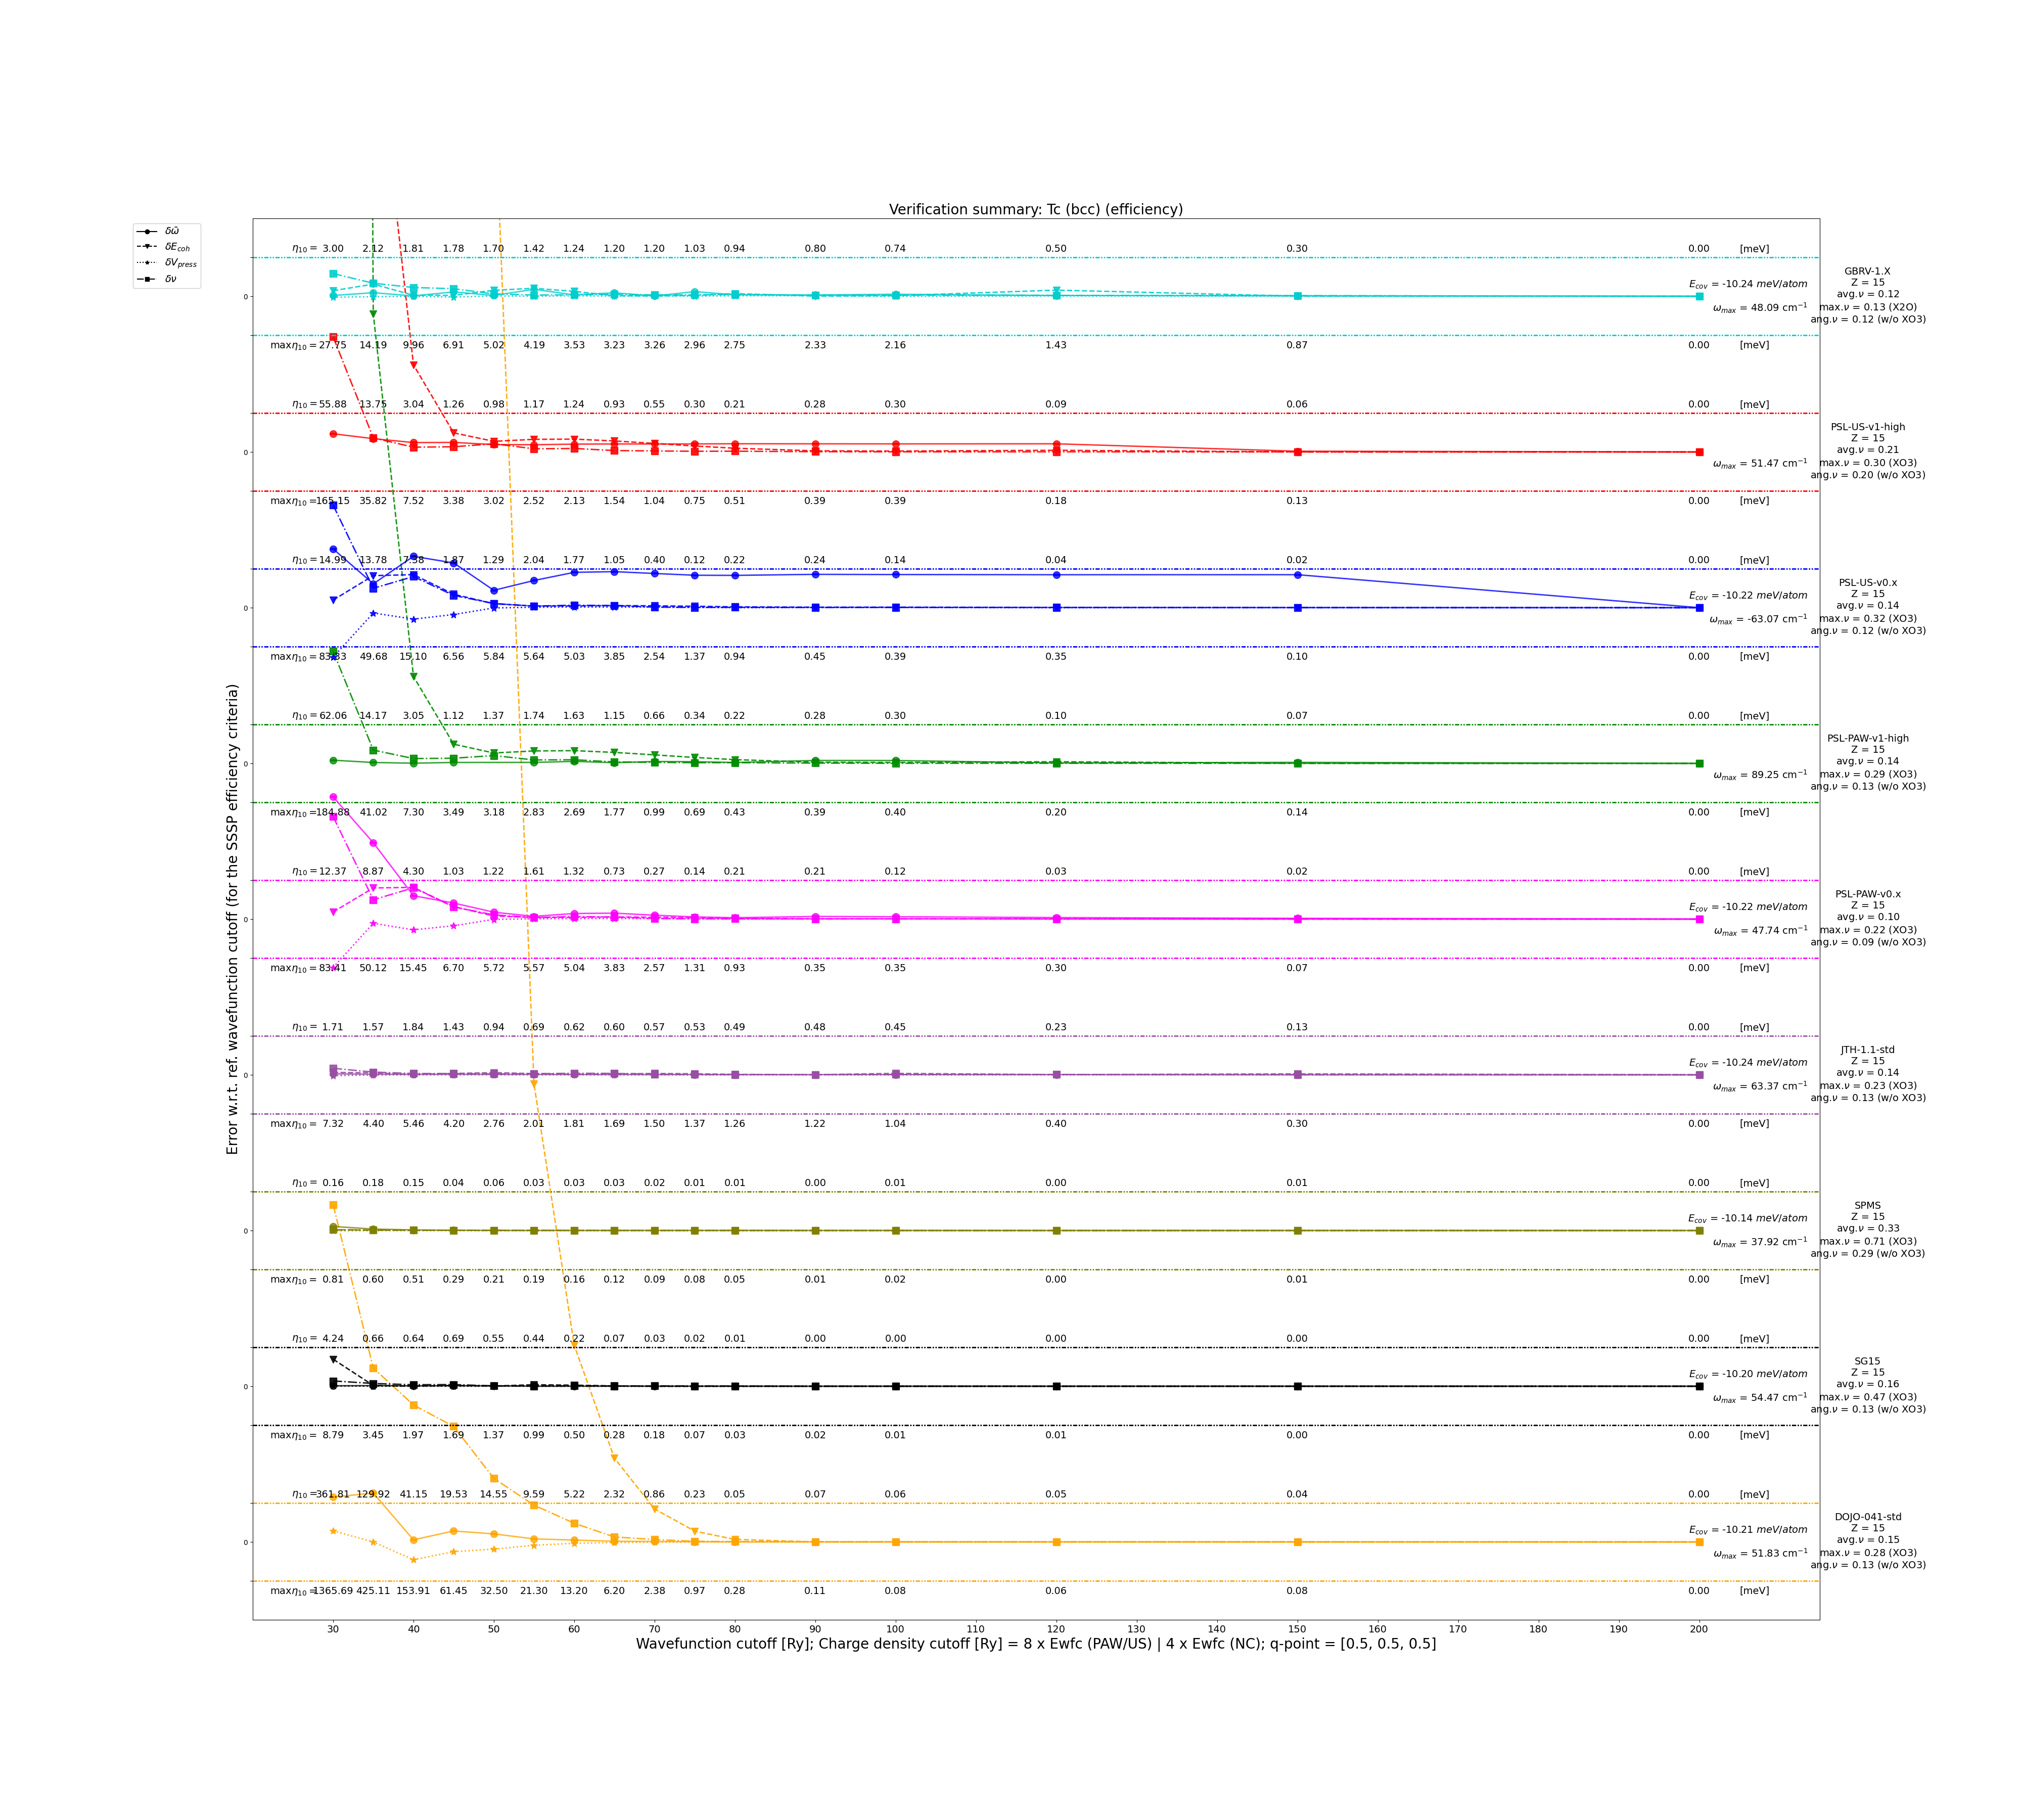 Verification summary: Tc (bcc) (efficiency)
δω̄
δE_coh
δV_press
δν
Error w.r.t. ref. wavefunction cutoff (for the SSSP efficiency criteria)
η₁₀ = 3.00 2.12 1.81 1.78 1.70 1.42 1.24 1.20 1.20 1.03 0.94 0.80 0.74 0.50 0.30 0.00 [meV]
0
E_cov = -10.24 meV/atom
ω_max = 48.09 cm⁻¹
GBRV-1.X
Z = 15
avg.ν = 0.12
max.ν = 0.13 (X2O)
ang.ν = 0.12 (w/o XO3)
maxη₁₀ = 27.75 14.19 9.96 6.91 5.02 4.19 3.53 3.23 3.26 2.96 2.75 2.33 2.16 1.43 0.87 0.00 [meV]
η₁₀ = 55.88 13.75 3.04 1.26 0.98 1.17 1.24 0.93 0.55 0.30 0.21 0.28 0.30 0.09 0.06 0.00 [meV]
0
ω_max = 51.47 cm⁻¹
PSL-US-v1-high
Z = 15
avg.ν = 0.21
max.ν = 0.30 (XO3)
ang.ν = 0.20 (w/o XO3)
maxη₁₀ = 165.15 35.82 7.52 3.38 3.02 2.52 2.13 1.54 1.04 0.75 0.51 0.39 0.39 0.18 0.13 0.00 [meV]
η₁₀ = 14.99 13.78 7.38 1.87 1.29 2.04 1.77 1.05 0.40 0.12 0.22 0.24 0.14 0.04 0.02 0.00 [meV]
0
E_cov = -10.22 meV/atom
ω_max = -63.07 cm⁻¹
PSL-US-v0.x
Z = 15
avg.ν = 0.14
max.ν = 0.32 (XO3)
ang.ν = 0.12 (w/o XO3)
maxη₁₀ = 83.33 49.68 15.10 6.56 5.84 5.64 5.03 3.85 2.54 1.37 0.94 0.45 0.39 0.35 0.10 0.00 [meV]
η₁₀ = 62.06 14.17 3.05 1.12 1.37 1.74 1.63 1.15 0.66 0.34 0.22 0.28 0.30 0.10 0.07 0.00 [meV]
0
ω_max = 89.25 cm⁻¹
PSL-PAW-v1-high
Z = 15
avg.ν = 0.14
max.ν = 0.29 (XO3)
ang.ν = 0.13 (w/o XO3)
maxη₁₀ = 184.88 41.02 7.30 3.49 3.18 2.83 2.69 1.77 0.99 0.69 0.43 0.39 0.40 0.20 0.14 0.00 [meV]
η₁₀ = 12.37 8.87 4.30 1.03 1.22 1.61 1.32 0.73 0.27 0.14 0.21 0.21 0.12 0.03 0.02 0.00 [meV]
0
E_cov = -10.22 meV/atom
ω_max = 47.74 cm⁻¹
PSL-PAW-v0.x
Z = 15
avg.ν = 0.10
max.ν = 0.22 (XO3)
ang.ν = 0.09 (w/o XO3)
maxη₁₀ = 83.41 50.12 15.45 6.70 5.72 5.57 5.04 3.83 2.57 1.31 0.93 0.35 0.35 0.30 0.07 0.00 [meV]
η₁₀ = 1.71 1.57 1.84 1.43 0.94 0.69 0.62 0.60 0.57 0.53 0.49 0.48 0.45 0.23 0.13 0.00 [meV]
0
E_cov = -10.24 meV/atom
ω_max = 63.37 cm⁻¹
JTH-1.1-std
Z = 15
avg.ν = 0.14
max.ν = 0.23 (XO3)
ang.ν = 0.13 (w/o XO3)
maxη₁₀ = 7.32 4.40 5.46 4.20 2.76 2.01 1.81 1.69 1.50 1.37 1.26 1.22 1.04 0.40 0.30 0.00 [meV]
η₁₀ = 0.16 0.18 0.15 0.04 0.06 0.03 0.03 0.03 0.02 0.01 0.01 0.00 0.01 0.00 0.01 0.00 [meV]
0
E_cov = -10.14 meV/atom
ω_max = 37.92 cm⁻¹
SPMS
Z = 15
avg.ν = 0.33
max.ν = 0.71 (XO3)
ang.ν = 0.29 (w/o XO3)
maxη₁₀ = 0.81 0.60 0.51 0.29 0.21 0.19 0.16 0.12 0.09 0.08 0.05 0.01 0.02 0.00 0.01 0.00 [meV]
η₁₀ = 4.24 0.66 0.64 0.69 0.55 0.44 0.22 0.07 0.03 0.02 0.01 0.00 0.00 0.00 0.00 0.00 [meV]
0
E_cov = -10.20 meV/atom
ω_max = 54.47 cm⁻¹
SG15
Z = 15
avg.ν = 0.16
max.ν = 0.47 (XO3)
ang.ν = 0.13 (w/o XO3)
maxη₁₀ = 8.79 3.45 1.97 1.69 1.37 0.99 0.50 0.28 0.18 0.07 0.03 0.02 0.01 0.01 0.00 0.00 [meV]
η₁₀ = 361.81 129.92 41.15 19.53 14.55 9.59 5.22 2.32 0.86 0.23 0.05 0.07 0.06 0.05 0.04 0.00 [meV]
0
E_cov = -10.21 meV/atom
ω_max = 51.83 cm⁻¹
DOJO-041-std
Z = 15
avg.ν = 0.15
max.ν = 0.28 (XO3)
ang.ν = 0.13 (w/o XO3)
maxη₁₀ = 1365.69 425.11 153.91 61.45 32.50 21.30 13.20 6.20 2.38 0.97 0.28 0.11 0.08 0.06 0.08 0.00 [meV]
30 40 50 60 70 80 90 100 110 120 130 140 150 160 170 180 190 200
Wavefunction cutoff [Ry]; Charge density cutoff [Ry] = 8 x Ewfc (PAW/US) | 4 x Ewfc (NC); q-point = [0.5, 0.5, 0.5]